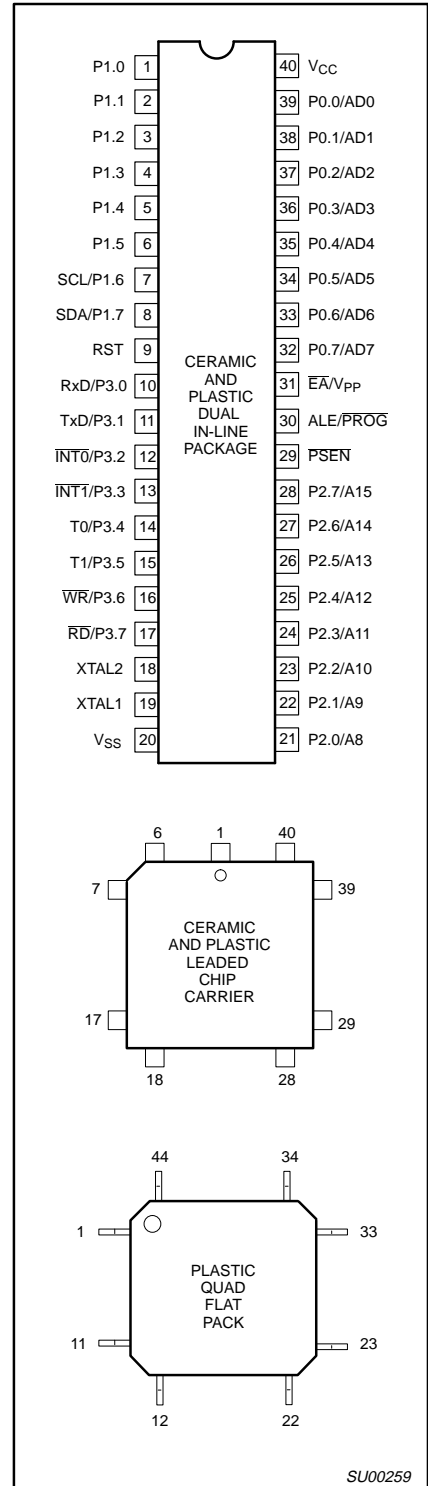 P1.0 1 40 VCC
P1.1 2 39 P0.0/AD0
P1.2 3 38 P0.1/AD1
P1.3 4 37 P0.2/AD2
P1.4 5 36 P0.3/AD3
P1.5 6 35 P0.4/AD4
SCL/P1.6 7 34 P0.5/AD5
SDA/P1.7 8 33 P0.6/AD6
RST 9 32 P0.7/AD7
RxD/P3.0 10 31 E̅A̅/VPP
TxD/P3.1 11 30 ALE/P̅R̅O̅G̅
I̅N̅T̅0̅/P3.2 12 29 P̅S̅E̅N̅
I̅N̅T̅1̅/P3.3 13 28 P2.7/A15
T0/P3.4 14 27 P2.6/A14
T1/P3.5 15 26 P2.5/A13
W̅R̅/P3.6 16 25 P2.4/A12
R̅D̅/P3.7 17 24 P2.3/A11
XTAL2 18 23 P2.2/A10
XTAL1 19 22 P2.1/A9
VSS 20 21 P2.0/A8
CERAMIC
AND
PLASTIC
DUAL
IN-LINE
PACKAGE
6 1 40
7 39
CERAMIC
AND PLASTIC
LEADED
CHIP
CARRIER
17 29
18 28
44 34
1 33
PLASTIC
QUAD
FLAT
PACK
11 23
12 22
SU00259